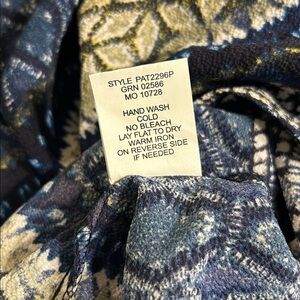 STYLE PAT2296P
GRN 02586
MO 10728
HAND WASH
COLD
NO BLEACH
LAY FLAT TO DRY
WARM IRON
ON REVERSE SIDE
IF NEEDED